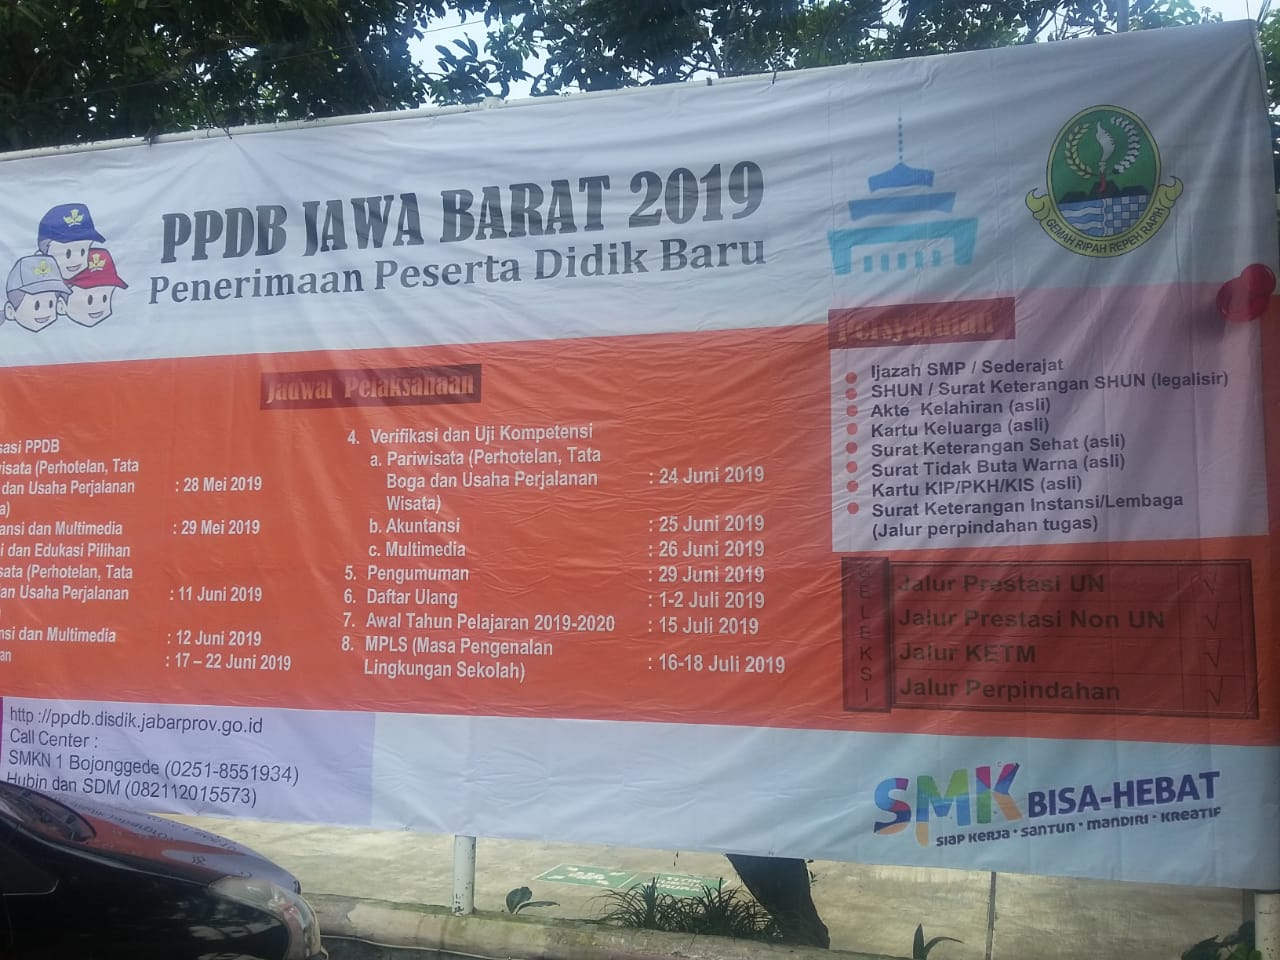 PPDB JAWA BARAT 2019
Penerimaan Peserta Didik Baru
GEMAH RIPAH REPEH RAPIH
Jadwal Pelaksanaan
PPDB
(Perhotelan, Tata
dan Usaha Perjalanan : 28 Mei 2019
dan Multimedia : 29 Mei 2019
dan Edukasi Pilihan
(Perhotelan, Tata
Usaha Perjalanan : 11 Juni 2019
dan Multimedia : 12 Juni 2019
: 17 – 22 Juni 2019
4. Verifikasi dan Uji Kompetensi
a. Pariwisata (Perhotelan, Tata
Boga dan Usaha Perjalanan : 24 Juni 2019
Wisata)
b. Akuntansi : 25 Juni 2019
c. Multimedia : 26 Juni 2019
5. Pengumuman : 29 Juni 2019
6. Daftar Ulang : 1-2 Juli 2019
7. Awal Tahun Pelajaran 2019-2020 : 15 Juli 2019
8. MPLS (Masa Pengenalan
Lingkungan Sekolah) : 16-18 Juli 2019
Persyaratan
Ijazah SMP / Sederajat
SHUN / Surat Keterangan SHUN (legalisir)
Akte Kelahiran (asli)
Kartu Keluarga (asli)
Surat Keterangan Sehat (asli)
Surat Tidak Buta Warna (asli)
Kartu KIP/PKH/KIS (asli)
Surat Keterangan Instansi/Lembaga
(Jalur perpindahan tugas)
SELEKSI
Jalur Prestasi UN √
Jalur Prestasi Non UN √
Jalur KETM √
Jalur Perpindahan √
http ://ppdb.disdik.jabarprov.go.id
Call Center :
SMKN 1 Bojonggede (0251-8551934)
Hubin dan SDM (082112015573)
SMK BISA-HEBAT
SIAP KERJA · SANTUN · MANDIRI · KREATIF